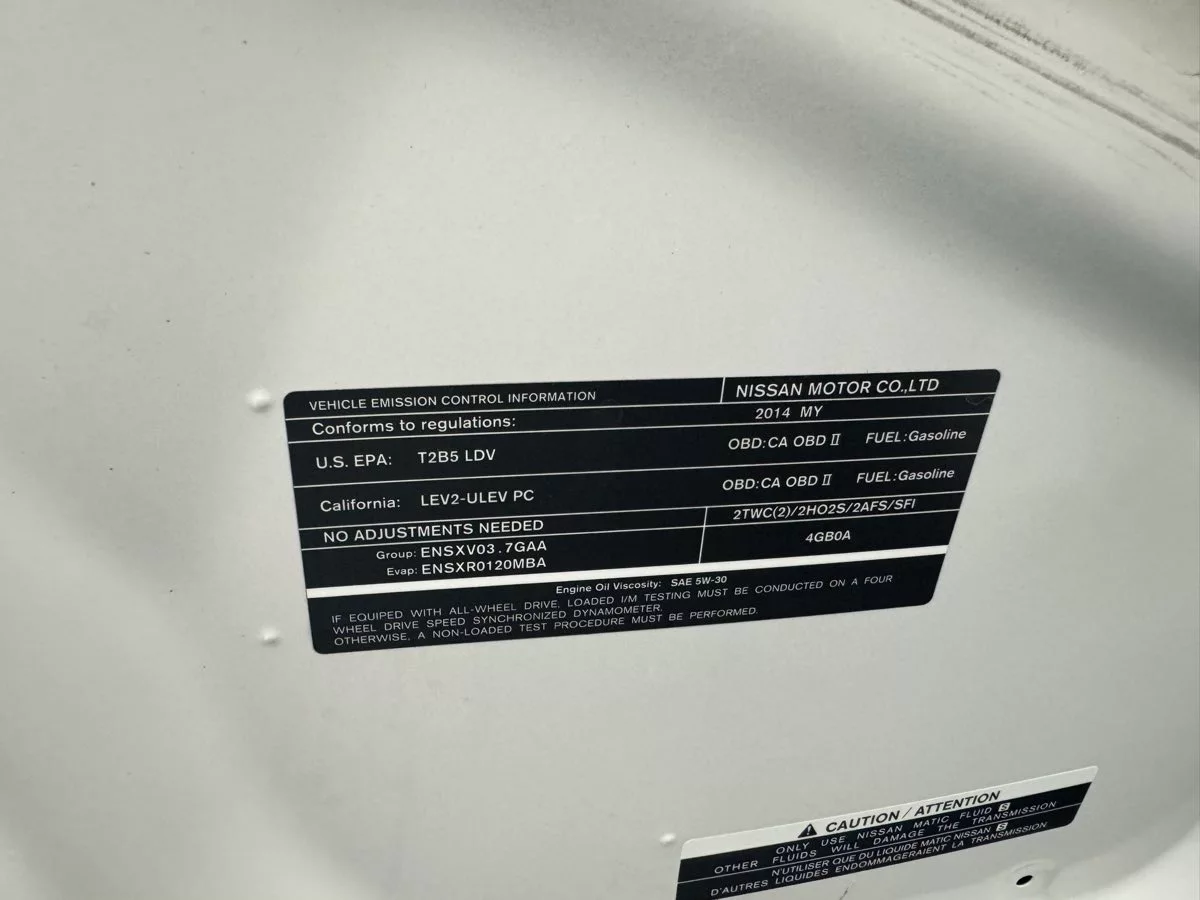 VEHICLE EMISSION CONTROL INFORMATION
NISSAN MOTOR CO.,LTD
Conforms to regulations:
2014 MY
U.S. EPA: T2B5 LDV
OBD:CA OBD II FUEL:Gasoline
California: LEV2-ULEV PC
OBD:CA OBD II FUEL:Gasoline
NO ADJUSTMENTS NEEDED
2TWC(2)/2HO2S/2AFS/SFI
Group: ENSXV03.7GAA
Evap: ENSXR0120MBA
4GB0A
Engine Oil Viscosity: SAE 5W-30
IF EQUIPED WITH ALL-WHEEL DRIVE, LOADED I/M TESTING MUST BE CONDUCTED ON A FOUR
WHEEL DRIVE SPEED SYNCHRONIZED DYNAMOMETER.
OTHERWISE, A NON-LOADED TEST PROCEDURE MUST BE PERFORMED.
CAUTION / ATTENTION
ONLY USE NISSAN MATIC FLUID S
OTHER FLUIDS WILL DAMAGE THE TRANSMISSION
N'UTILISER QUE DU LIQUIDE MATIC NISSAN S
D'AUTRES LIQUIDES ENDOMMAGERAIENT LA TRANSMISSION